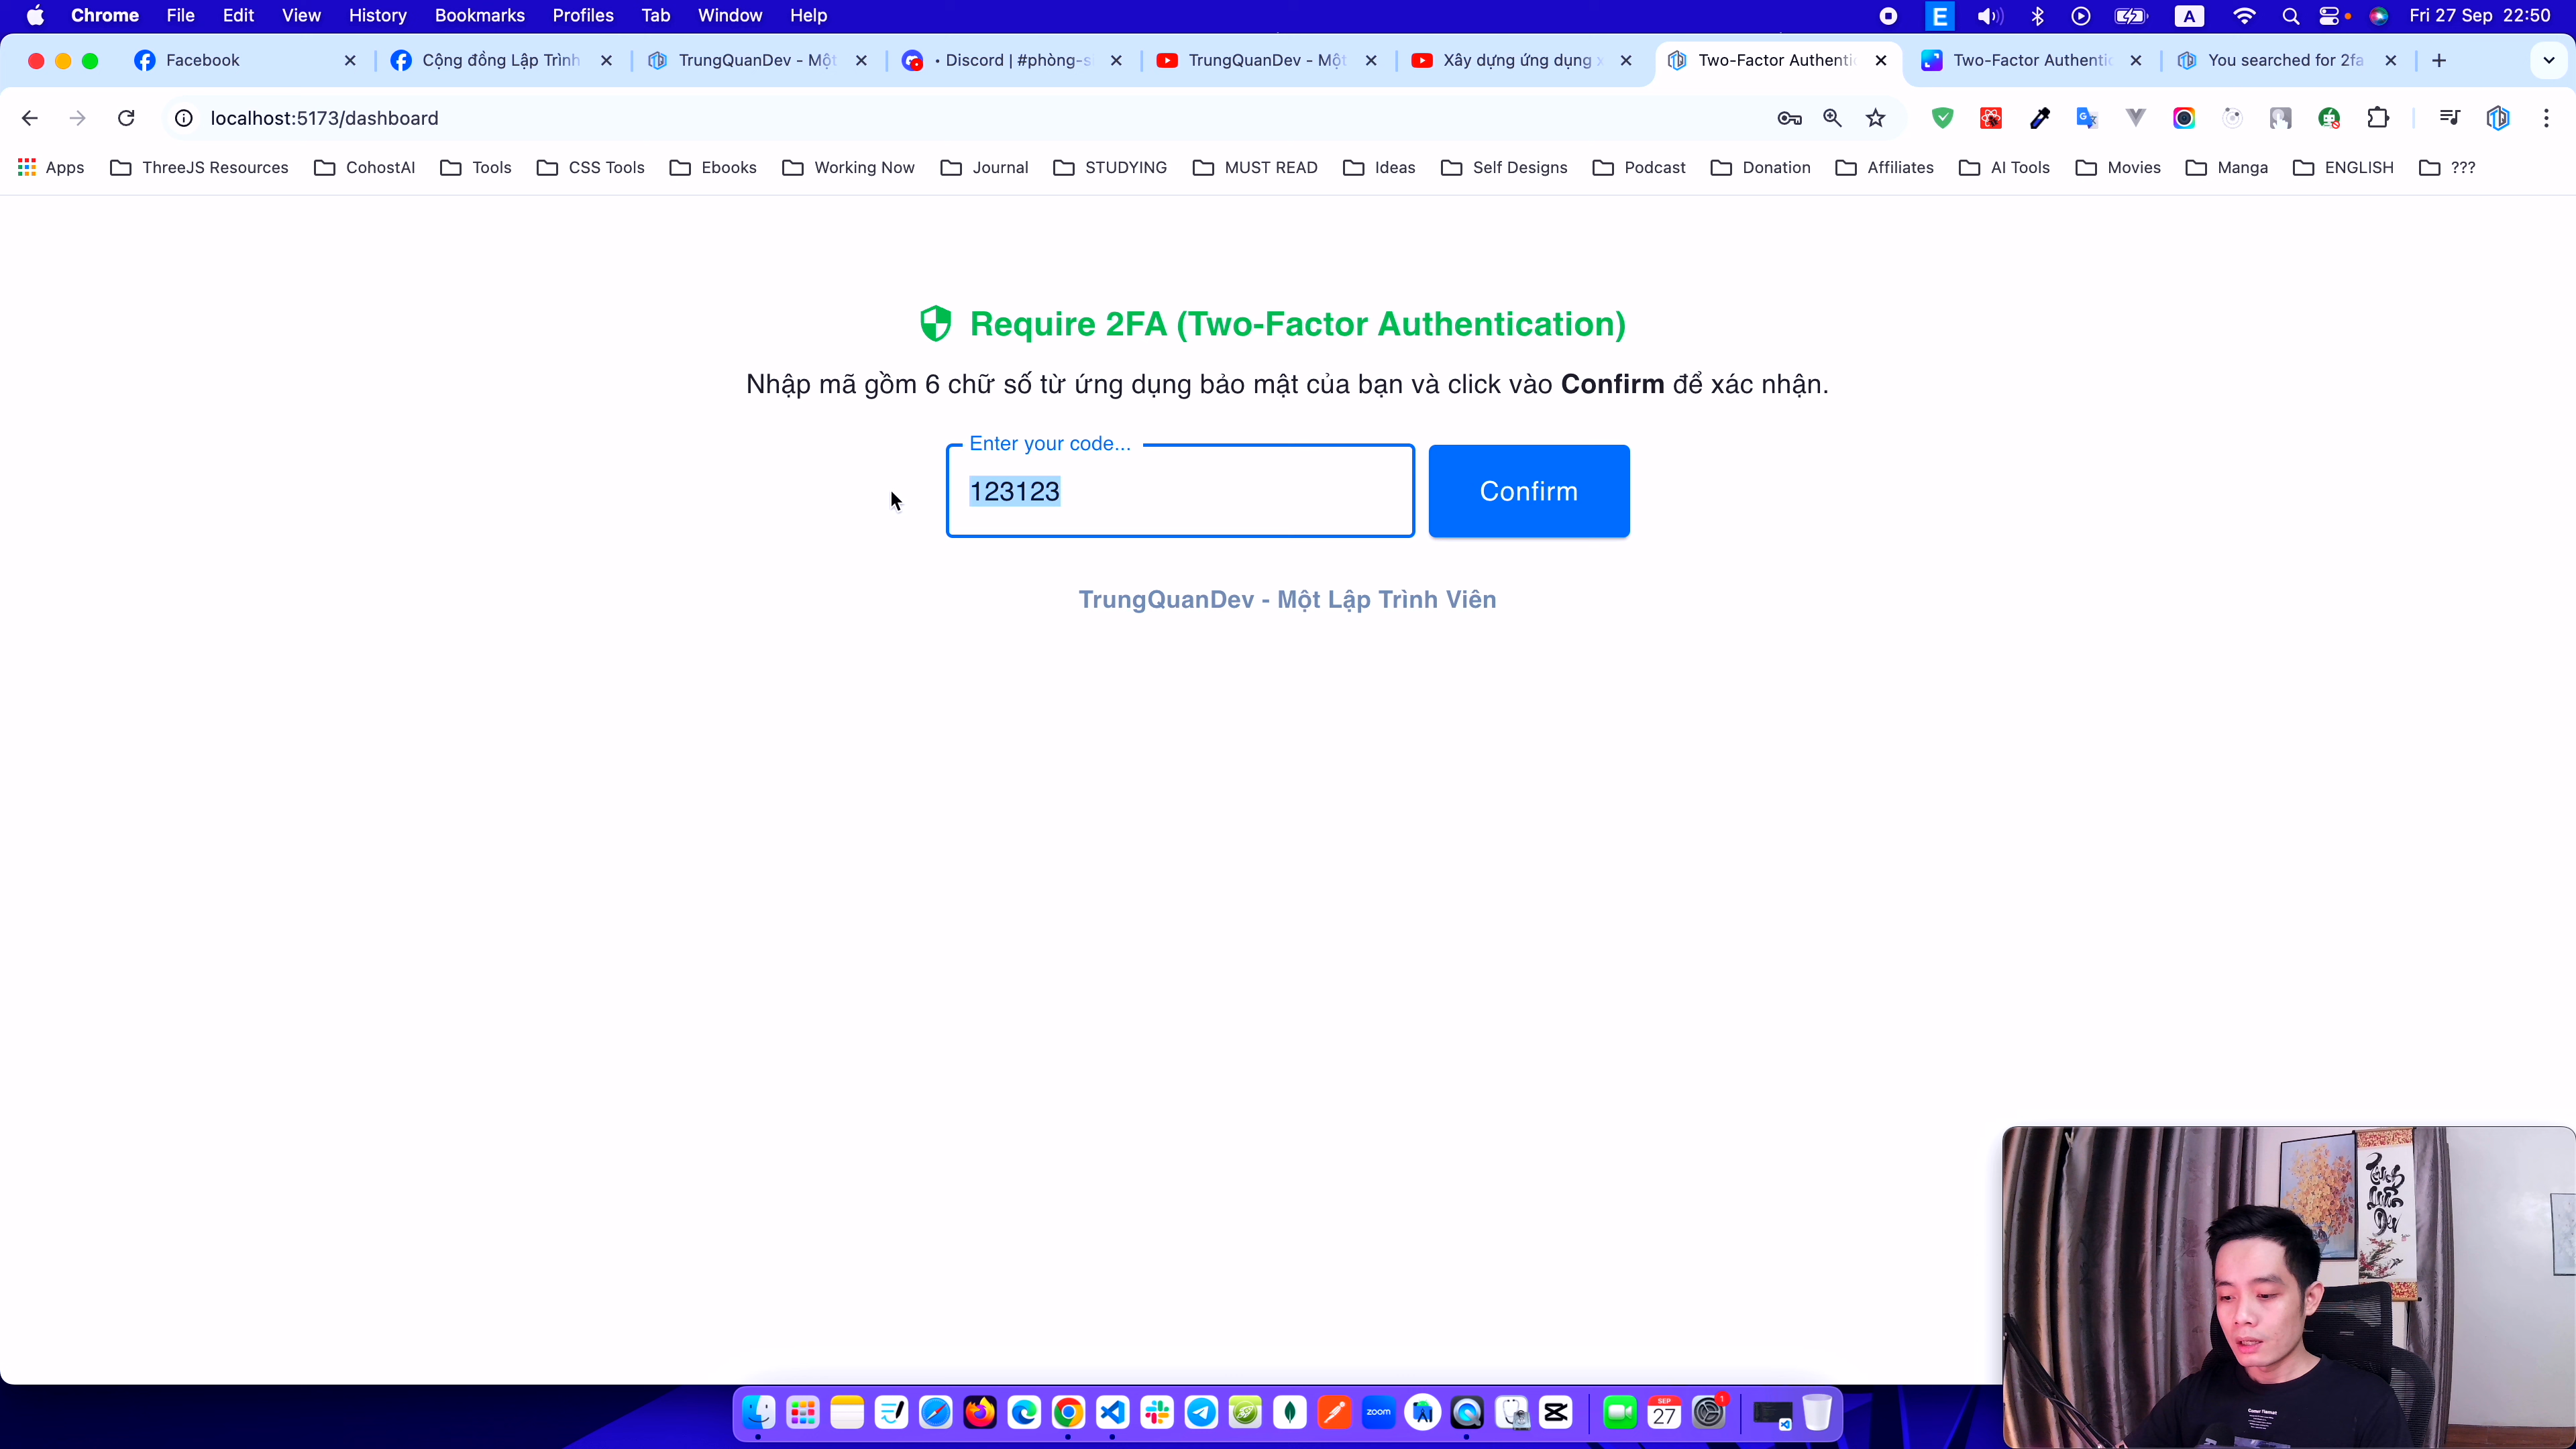 Chrome File Edit View History Bookmarks Profiles Tab Window Help E A Fri 27 Sep 22:50
Facebook Cộng đồng Lập Trình TrungQuanDev - Một • Discord | #phòng-s TrungQuanDev - Một Xây dựng ứng dụng Two-Factor Authenti Two-Factor Authenti You searched for 2fa
localhost:5173/dashboard
Apps ThreeJS Resources CohostAI Tools CSS Tools Ebooks Working Now Journal STUDYING MUST READ Ideas Self Designs Podcast Donation Affiliates AI Tools Movies Manga ENGLISH ???
Require 2FA (Two-Factor Authentication)
Nhập mã gồm 6 chữ số từ ứng dụng bảo mật của bạn và click vào Confirm để xác nhận.
Enter your code...
123123
Confirm
TrungQuanDev - Một Lập Trình Viên
zoom
SEP
27
1